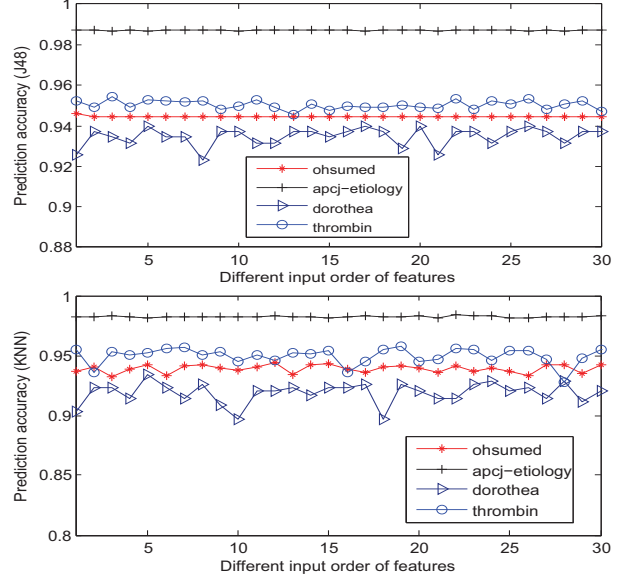 1
0.98
0.96
0.94
0.92
0.9
0.88
Prediction accuracy (J48)
ohsumed
apcj-etiology
dorothea
thrombin
5 10 15 20 25 30
Different input order of features
1
0.95
0.9
0.85
0.8
Prediction accuracy (KNN)
ohsumed
apcj-etiology
dorothea
thrombin
5 10 15 20 25 30
Different input order of features